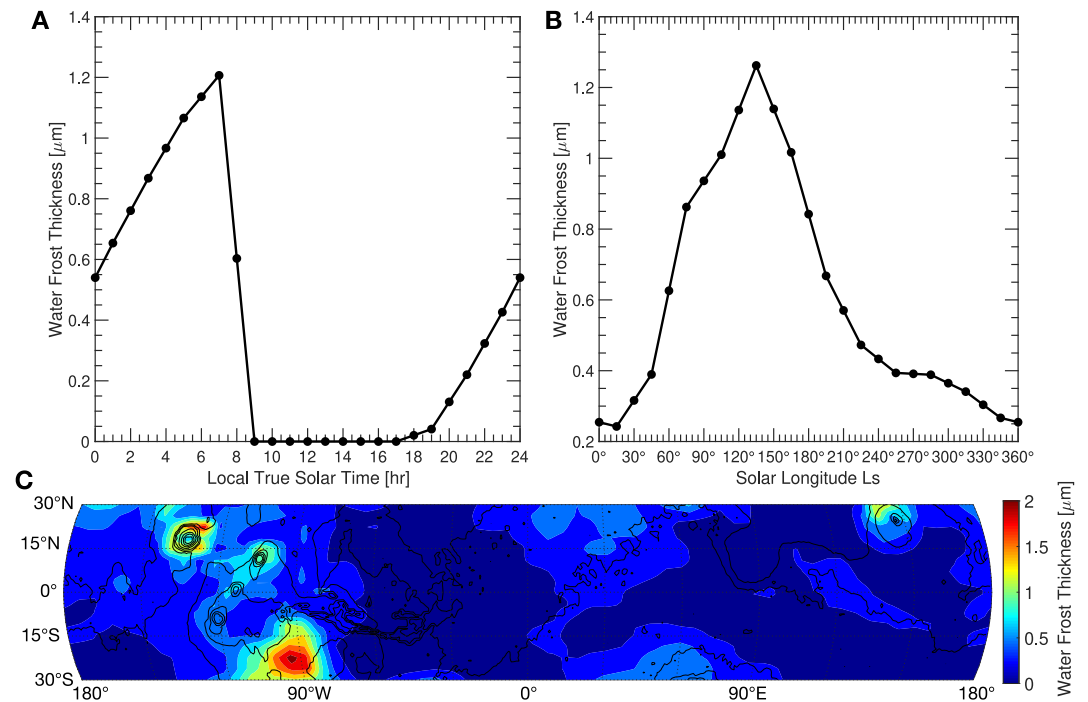 A
Water Frost Thickness [μm]
1.4
1.2
1
0.8
0.6
0.4
0.2
0
0 2 4 6 8 10 12 14 16 18 20 22 24
Local True Solar Time [hr]
B
Water Frost Thickness [μm]
1.4
1.2
1
0.8
0.6
0.4
0.2
0° 30° 60° 90° 120° 150° 180° 210° 240° 270° 300° 330° 360°
Solar Longitude Ls
C
30°N
15°N
0°
15°S
30°S
180° 90°W 0° 90°E 180°
2
1.5
1
0.5
0
Water Frost Thickness [μm]